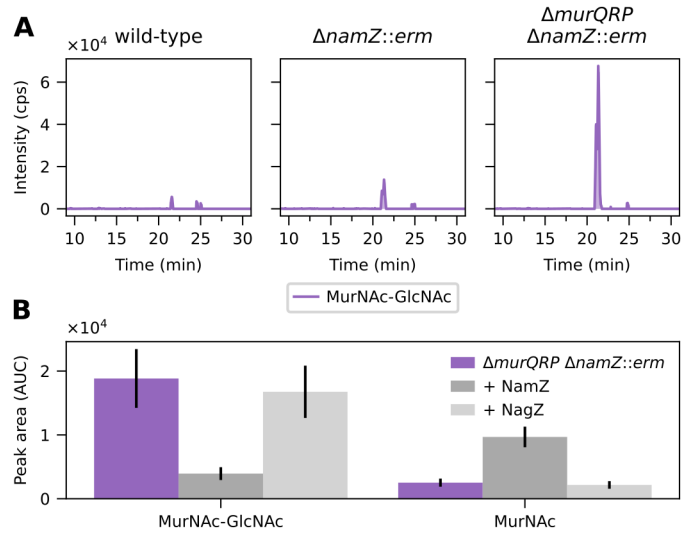 A
×10⁴
wild-type
ΔnamZ::erm
ΔmurQRP
ΔnamZ::erm
Intensity (cps)
6
4
2
0
10 15 20 25 30
10 15 20 25 30
10 15 20 25 30
Time (min)
Time (min)
Time (min)
MurNAc-GlcNAc
B
×10⁴
Peak area (AUC)
2
1
0
ΔmurQRP ΔnamZ::erm
+ NamZ
+ NagZ
MurNAc-GlcNAc
MurNAc